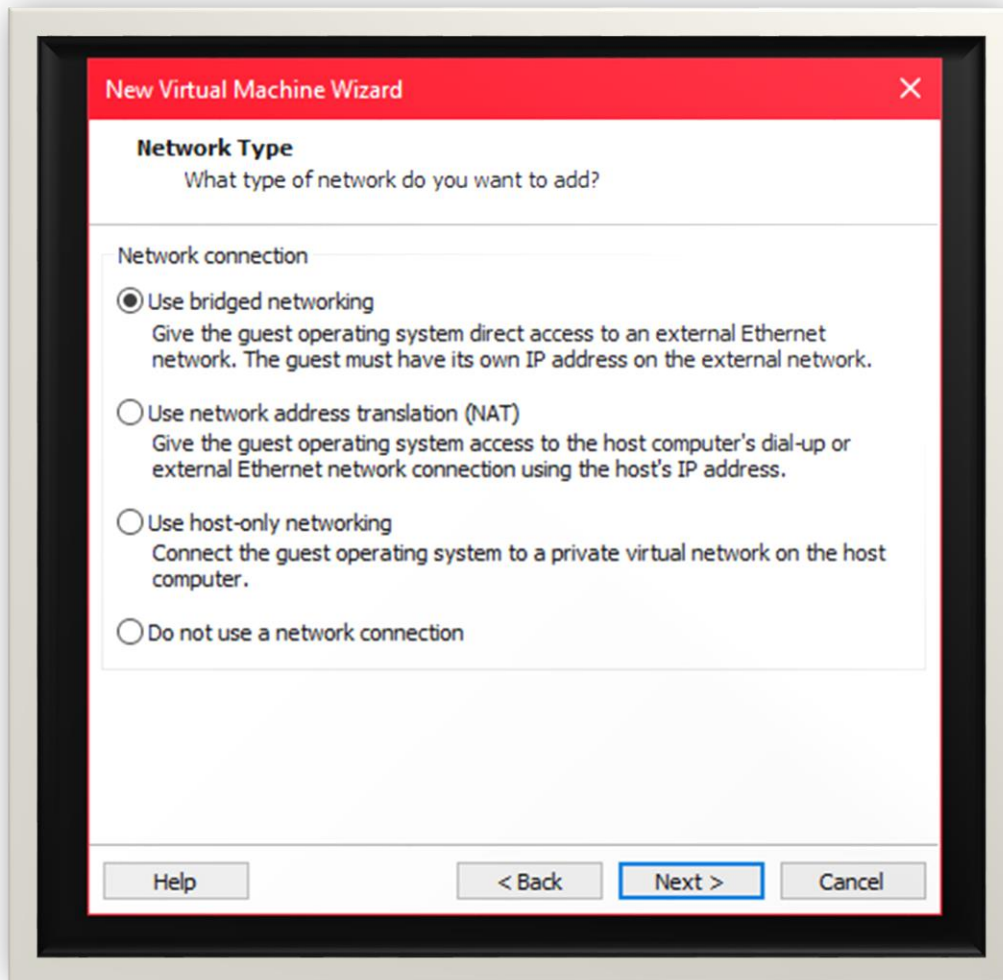 New Virtual Machine Wizard
Network Type
What type of network do you want to add?
Network connection
Use bridged networking
Give the guest operating system direct access to an external Ethernet
network. The guest must have its own IP address on the external network.
Use network address translation (NAT)
Give the guest operating system access to the host computer's dial-up or
external Ethernet network connection using the host's IP address.
Use host-only networking
Connect the guest operating system to a private virtual network on the host
computer.
Do not use a network connection
Help
< Back
Next >
Cancel